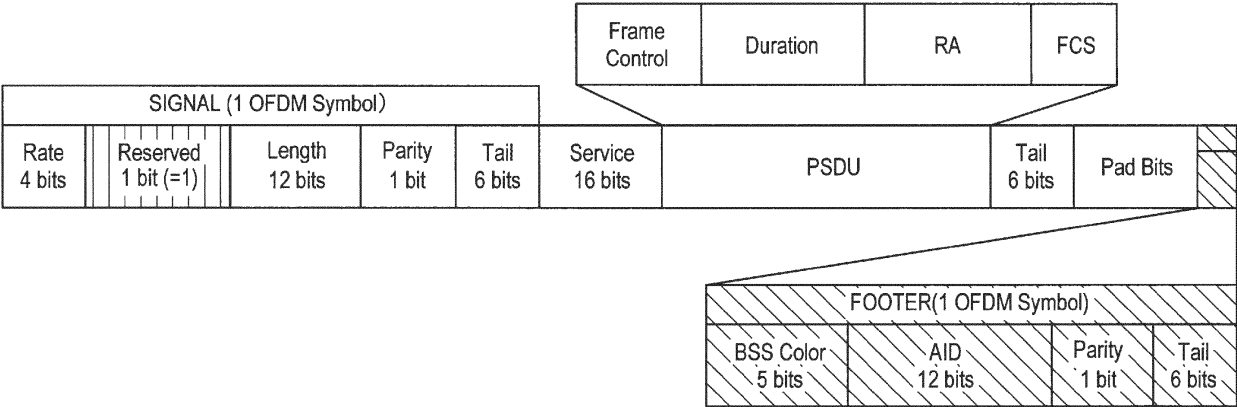 Frame
Control
Duration
RA
FCS
SIGNAL (1 OFDM Symbol)
Rate
4 bits
Reserved
1 bit (=1)
Length
12 bits
Parity
1 bit
Tail
6 bits
Service
16 bits
PSDU
Tail
6 bits
Pad Bits
FOOTER(1 OFDM Symbol)
BSS Color
5 bits
AID
12 bits
Parity
1 bit
Tail
6 bits